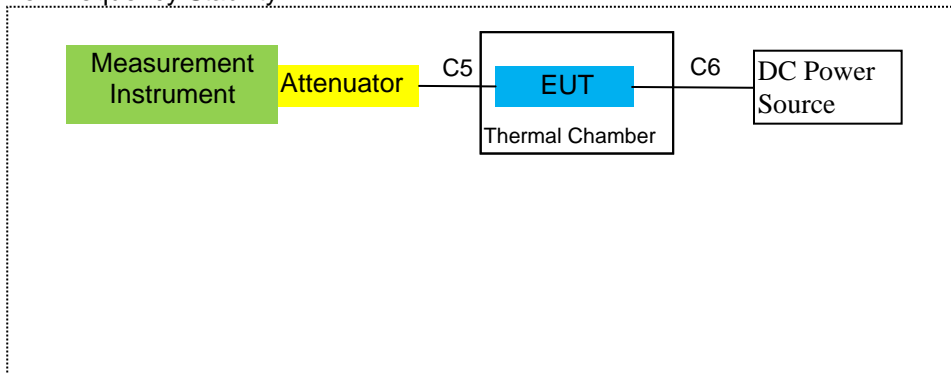 Measurement
Instrument
Attenuator
C5
EUT
Thermal Chamber
C6
DC Power
Source